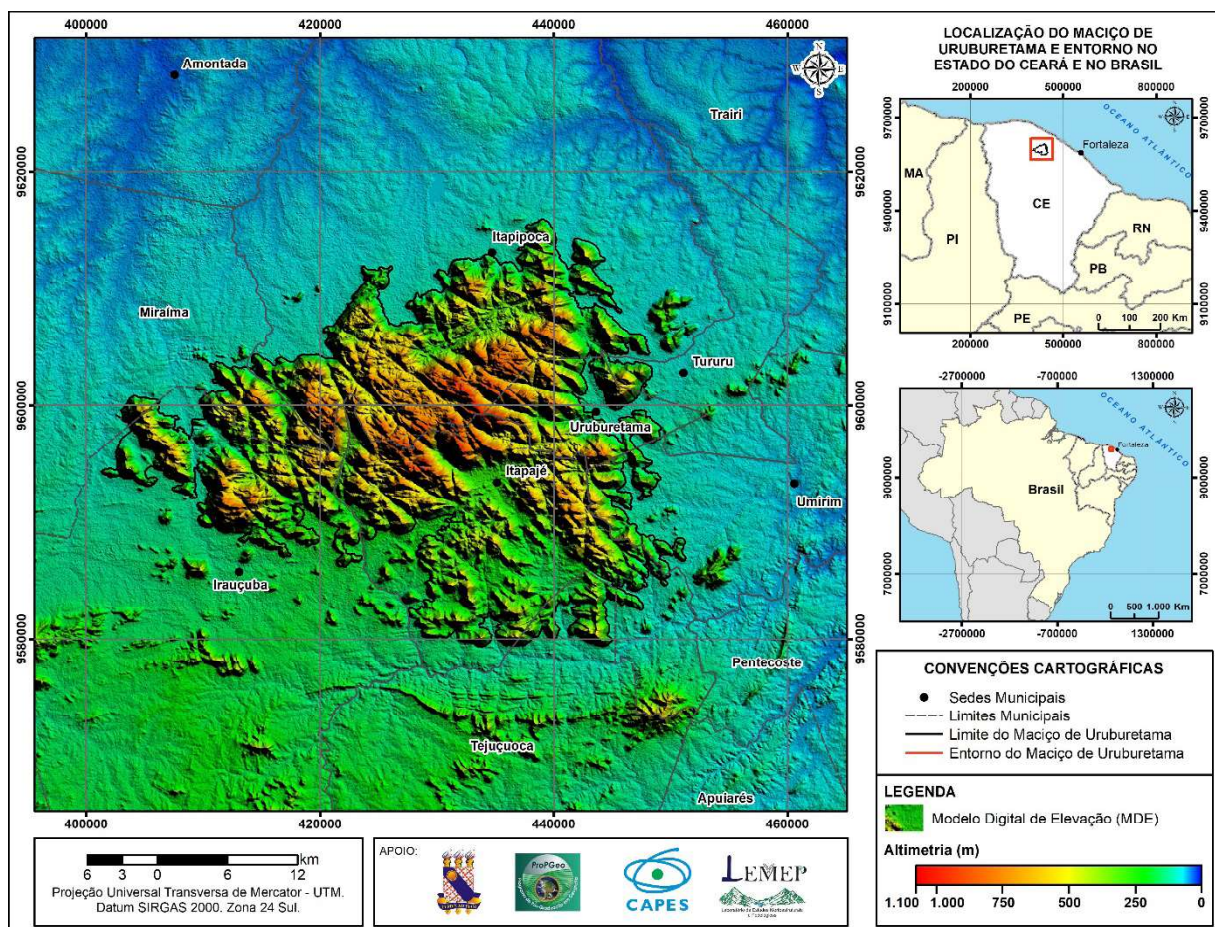 400000 420000 440000 460000
Amontada
Trairi
9620000
Itapipoca
Miraíma
Tururu
9600000
Uruburetama
Itapajé
Umirim
Irauçuba
9580000
Pentecoste
Tejuçuoca
Apuiarés
400000 420000 440000 460000
N
W E
S
LOCALIZAÇÃO DO MACIÇO DE
URUBURETAMA E ENTORNO NO
ESTADO DO CEARÁ E NO BRASIL
200000 500000 800000
9700000 9700000
OCEANO ATLÂNTICO
Fortaleza
MA
CE
9400000 9400000
RN
PI
PB
9100000 9100000
PE
0 100 200 Km
200000 500000 800000
-2700000 -700000 1300000
OCEANO ATLÂNTICO
Fortaleza
9000000 9000000
Brasil
7000000 7000000
0 500 1.000 Km
-2700000 -700000 1300000
CONVENÇÕES CARTOGRÁFICAS
Sedes Municipais
Limites Municipais
Limite do Maciço de Uruburetama
Entorno do Maciço de Uruburetama
LEGENDA
Modelo Digital de Elevação (MDE)
Altimetria (m)
1.100 1.000 750 500 250 0
km
6 3 0 6 12
Projeção Universal Transversa de Mercator - UTM.
Datum SIRGAS 2000. Zona 24 Sul.
APOIO:
ProPGeo
CAPES
LEMEP